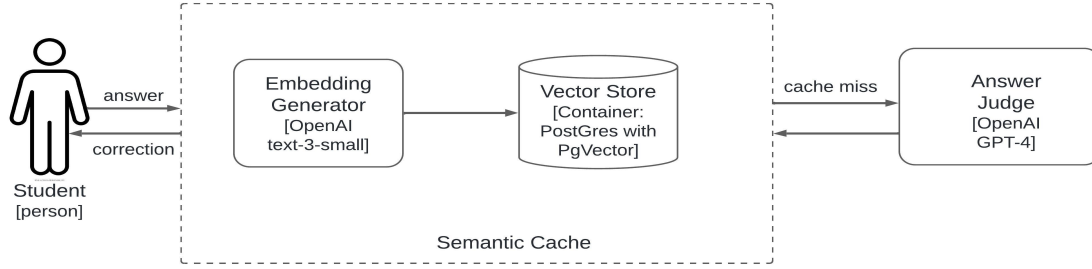 answer
correction
Student
[person]
Embedding
Generator
[OpenAI
text-3-small]
Vector Store
[Container:
PostGres with
PgVector]
Semantic Cache
cache miss
Answer
Judge
[OpenAI
GPT-4]